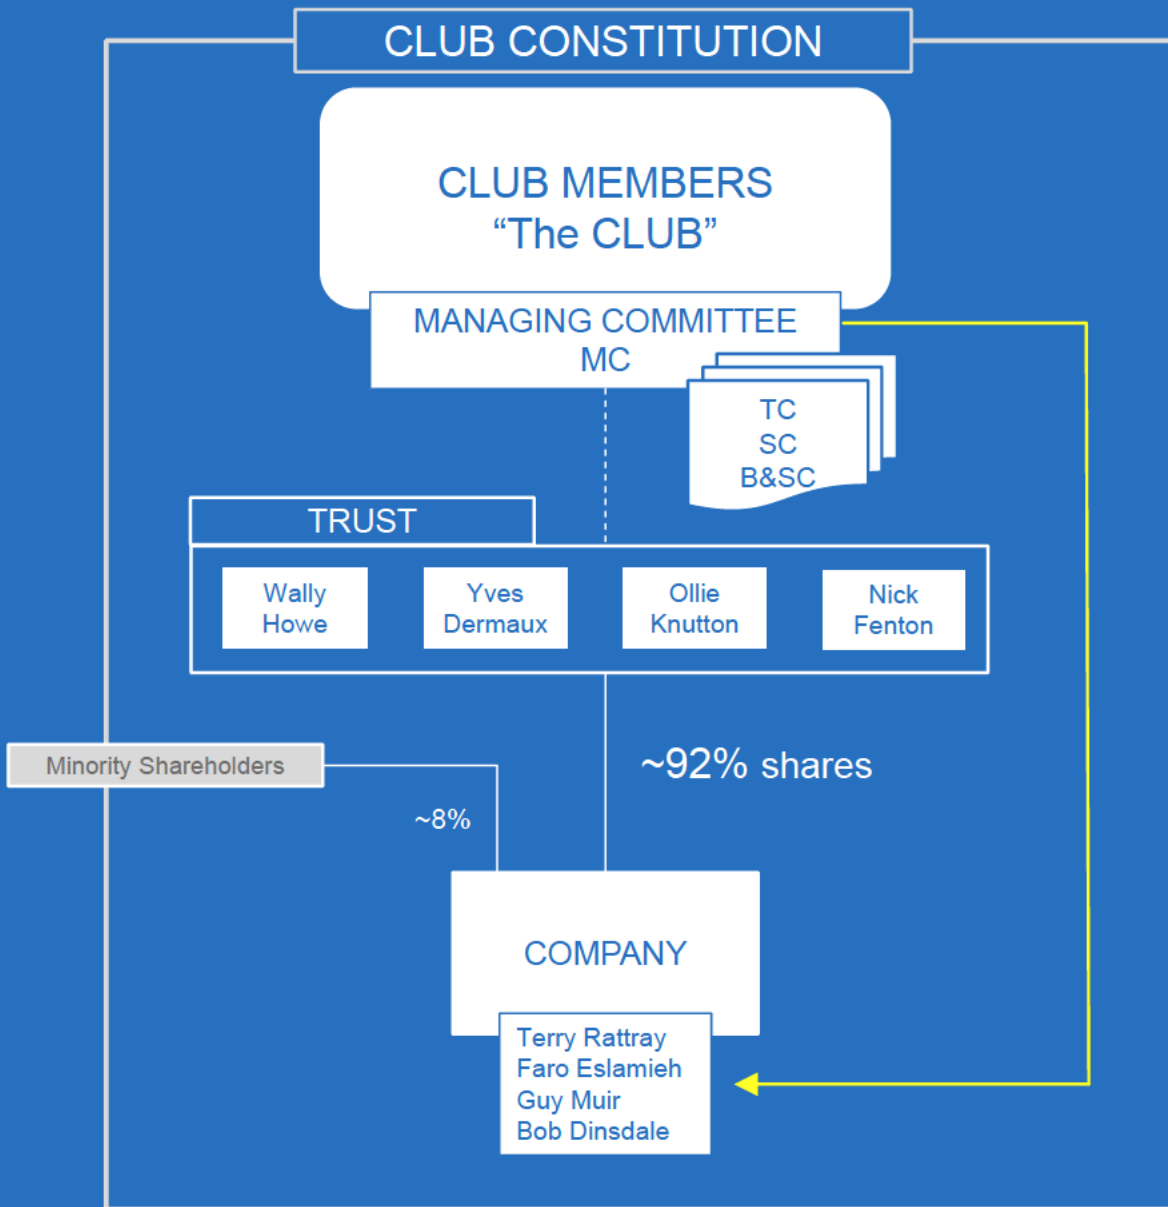 CLUB CONSTITUTION
CLUB MEMBERS
“The CLUB”
MANAGING COMMITTEE
MC
TC
SC
B&SC
TRUST
Wally
Howe
Yves
Dermaux
Ollie
Knutton
Nick
Fenton
Minority Shareholders
~92% shares
~8%
COMPANY
Terry Rattray
Faro Eslamieh
Guy Muir
Bob Dinsdale